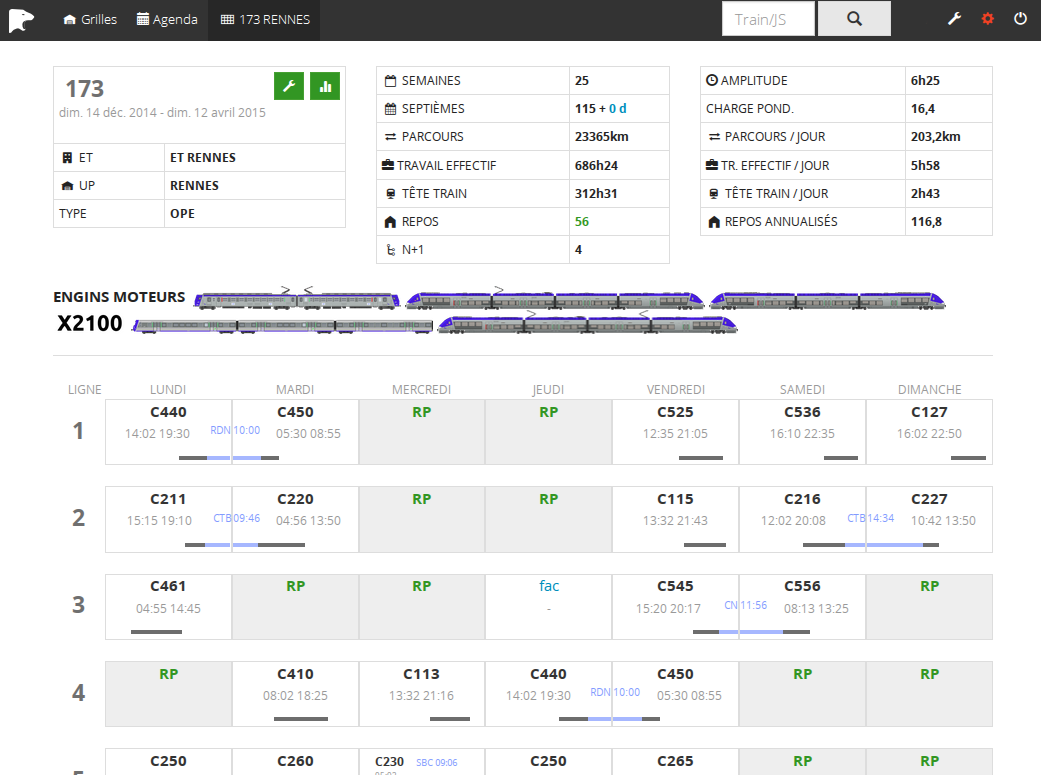 Grilles Agenda 173 RENNES Train/JS
173
dim. 14 déc. 2014 - dim. 12 avril 2015
ET ET RENNES
UP RENNES
TYPE OPE
SEMAINES 25
SEPTIÈMES 115 + 0 d
PARCOURS 23365km
TRAVAIL EFFECTIF 686h24
TÊTE TRAIN 312h31
REPOS 56
N+1 4
AMPLITUDE 6h25
CHARGE POND. 16,4
PARCOURS / JOUR 203,2km
TR. EFFECTIF / JOUR 5h58
TÊTE TRAIN / JOUR 2h43
REPOS ANNUALISÉS 116,8
ENGINS MOTEURS
X2100
LIGNE LUNDI MARDI MERCREDI JEUDI VENDREDI SAMEDI DIMANCHE
C440 C450 RP RP C525 C536 C127
1 14:02 19:30 RDN 10:00 05:30 08:55 12:35 21:05 16:10 22:35 16:02 22:50
C211 C220 RP RP C115 C216 C227
2 15:15 19:10 CTB 09:46 04:56 13:50 13:32 21:43 12:02 20:08 CTB 14:34 10:42 13:50
C461 RP RP fac C545 C556 RP
3 04:55 14:45 - 15:20 20:17 CN 11:56 08:13 13:25
RP C410 C113 C440 C450 RP RP
4 08:02 18:25 13:32 21:16 14:02 19:30 RDN 10:00 05:30 08:55
C250 C260 C230 SBC 09:06 C250 C265 RP RP